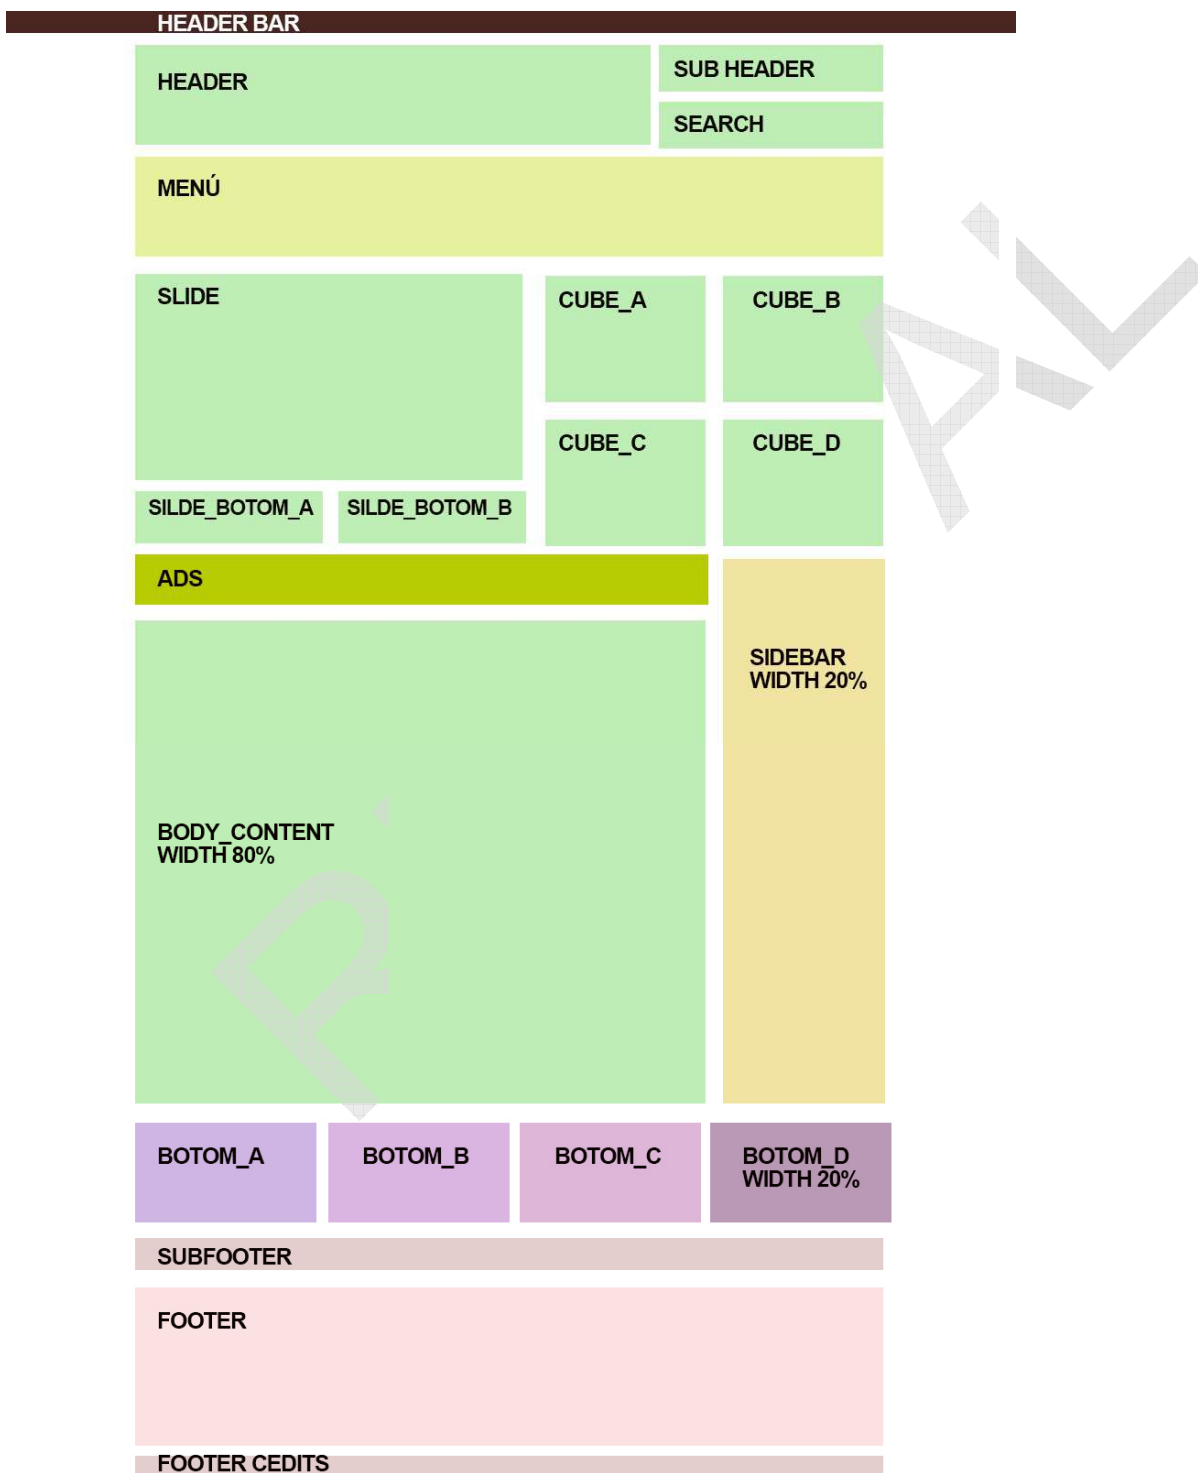 HEADER BAR
HEADER
SUB HEADER
SEARCH
MENÚ
SLIDE
CUBE_A
CUBE_B
CUBE_C
CUBE_D
SILDE_BOTOM_A
SILDE_BOTOM_B
ADS
SIDEBAR
WIDTH 20%
BODY_CONTENT
WIDTH 80%
BOTOM_A
BOTOM_B
BOTOM_C
BOTOM_D
WIDTH 20%
SUBFOOTER
FOOTER
FOOTER CEDITS